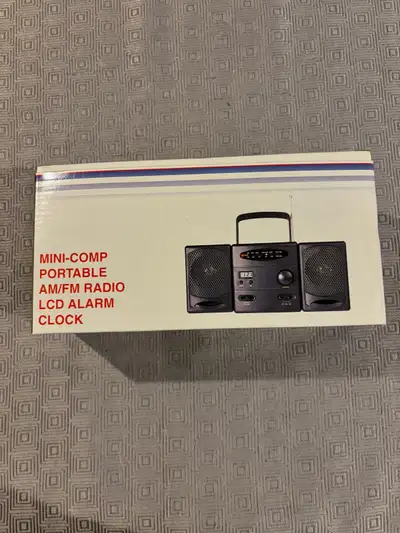 MINI-COMP
PORTABLE
AM/FM RADIO
LCD ALARM
CLOCK